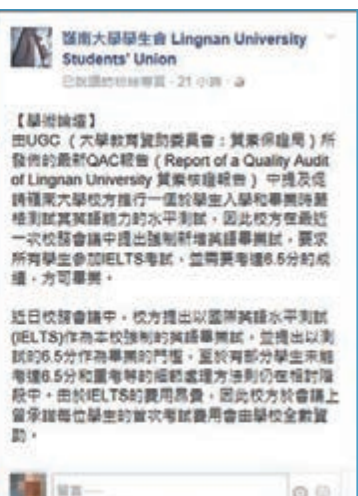 嶺南大學學生會 Lingnan University
Students' Union
21 小時
【學術論壇】
由UGC (大學教育資助委員會:質素保證局)所
發佈的最新QAC報告(Report of a Quality Audit
of Lingnan University 質素核證報告)中提及促
請嶺南大學校方推行一個於學生入學和畢業時嚴
格測試其英語能力的水平測試,因此校方在最近
一次校務會議中提出強制新增英語畢業試,要求
所有學生參加IELTS考試,並需要考達6.5分的成
績,方可畢業。
近日校務會議中,校方提出以國際英語水平測試
(IELTS)作為本校強制的英語畢業試,並提出以測
試的6.5分作為畢業的門檻,至於有部分學生未能
考達6.5分和重考等的細節處理方法則仍在檢討階
段中。由於IELTS的費用昂貴,因此校方於會議上
曾承諾每位學生的首次考試費用會由學校全數資
助。
留言......